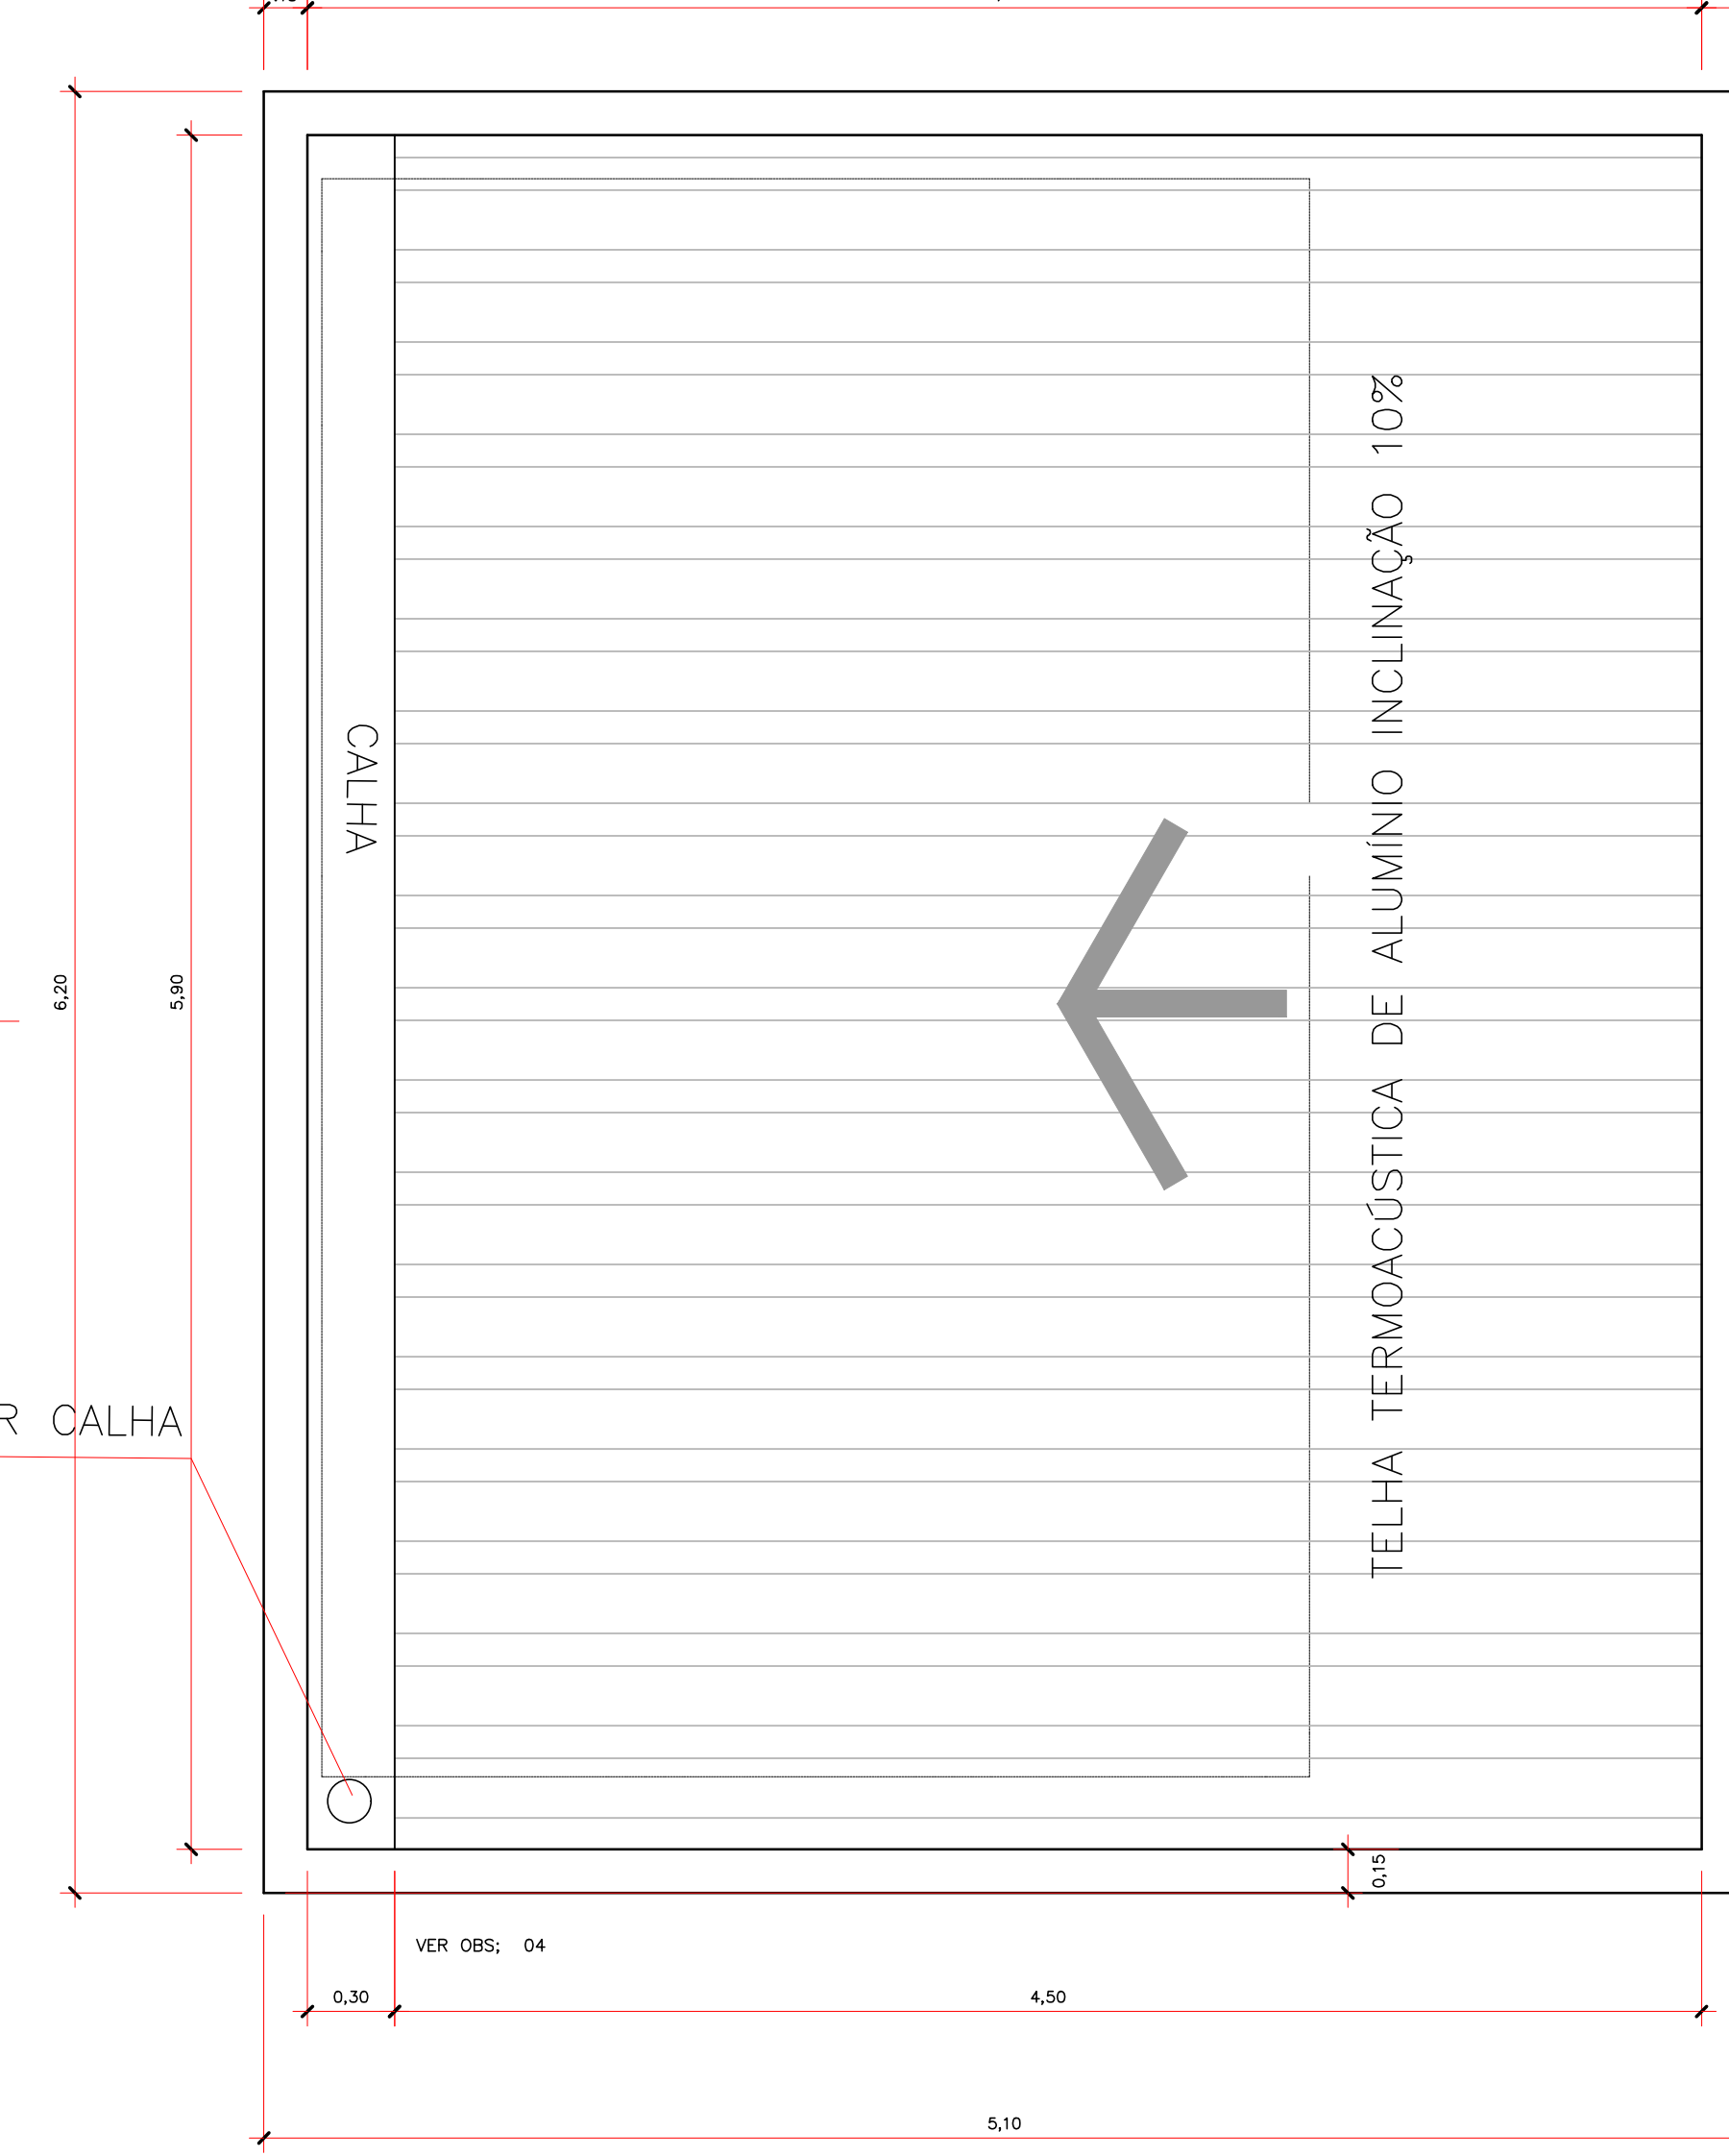 6,20
5,90
CALHA
TELHA TERMOACÚSTICA DE ALUMÍNIO INCLINAÇÃO 10%
CALHA
0,15
VER OBS; 04
0,30
4,50
5,10